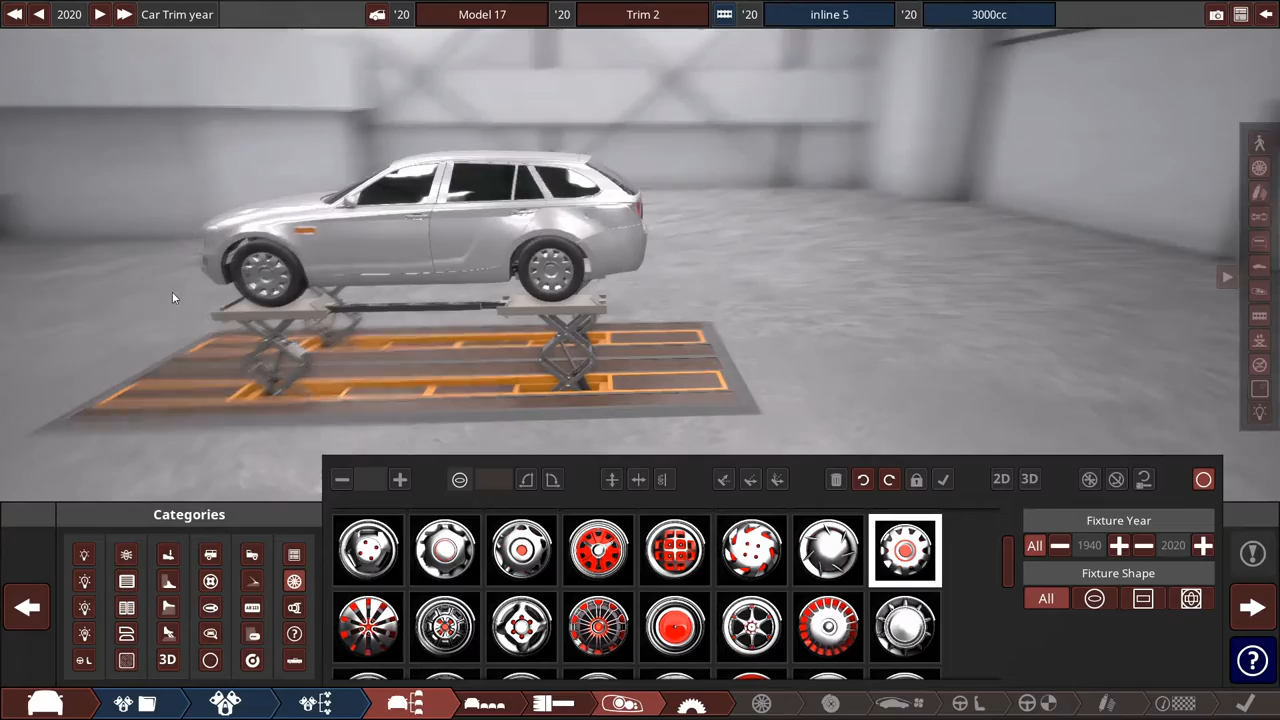 2020 Car Trim year '20 Model 17 '20 Trim 2 '20 inline 5 '20 3000cc
2D 3D
Categories
Fixture Year
All 1940 2020
Fixture Shape
All
L 3D
?